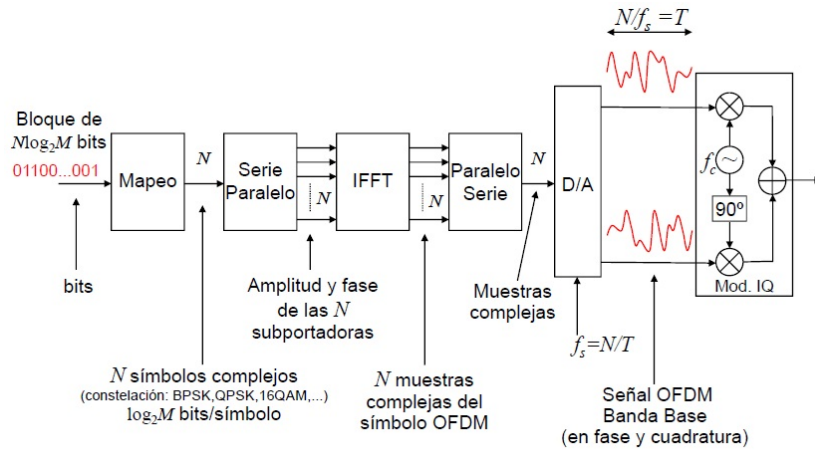 N/fs=T
Bloque de
Nlog2M bits
01100...001
Mapeo
N
Serie
Paralelo
N
IFFT
N
Paralelo
Serie
N
D/A
fc
~
90º
Mod. IQ
bits
Amplitud y fase
de las N
subportadoras
Muestras
complejas
fs=N/T
N símbolos complejos
(constelación: BPSK,QPSK,16QAM,...)
log2M bits/símbolo
N muestras
complejas del
símbolo OFDM
Señal OFDM
Banda Base
(en fase y cuadratura)